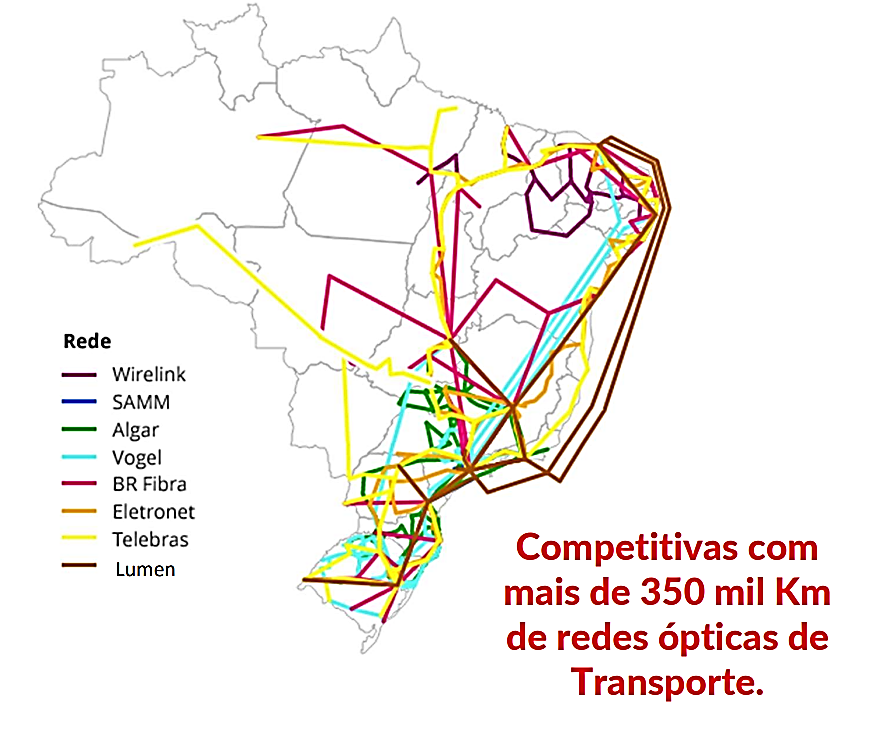 Rede
Wirelink
SAMM
Algar
Vogel
BR Fibra
Eletronet
Telebras
Lumen
Competitivas com
mais de 350 mil Km
de redes ópticas de
Transporte.